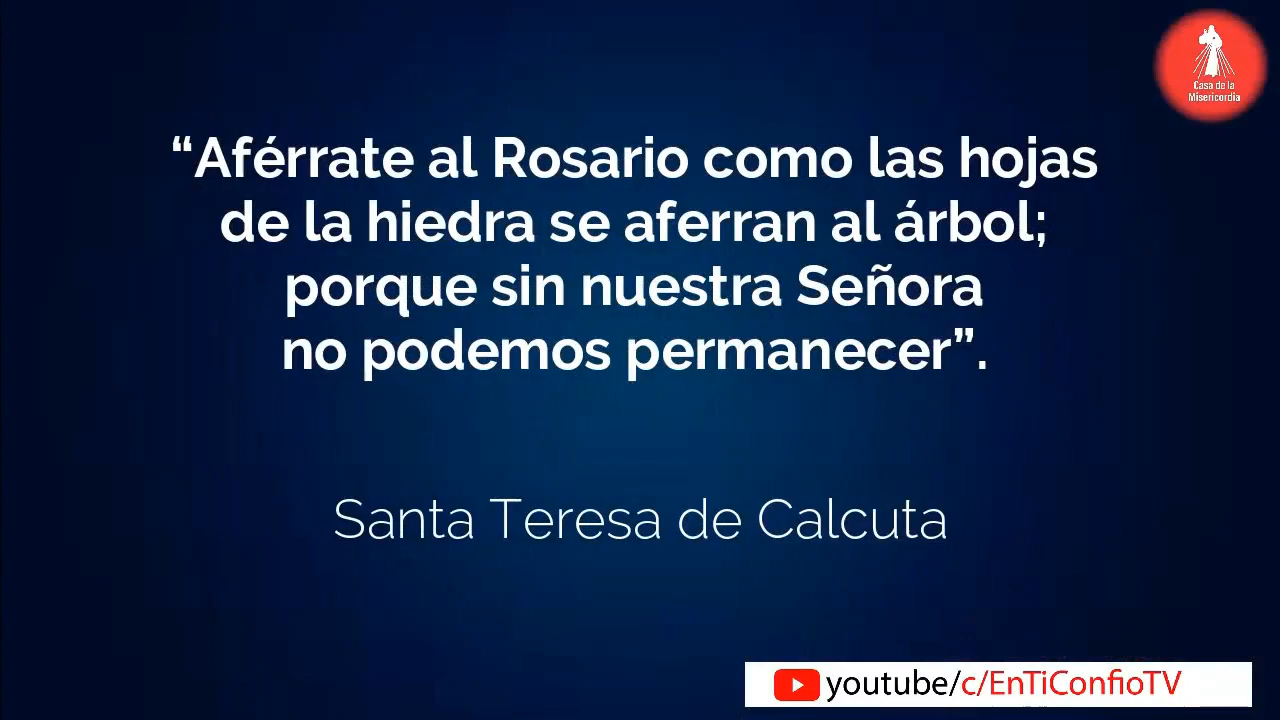 Casa de la
Misericordia
“Aférrate al Rosario como las hojas
de la hiedra se aferran al árbol;
porque sin nuestra Señora
no podemos permanecer”.
Santa Teresa de Calcuta
youtube/c/EnTiConfioTV